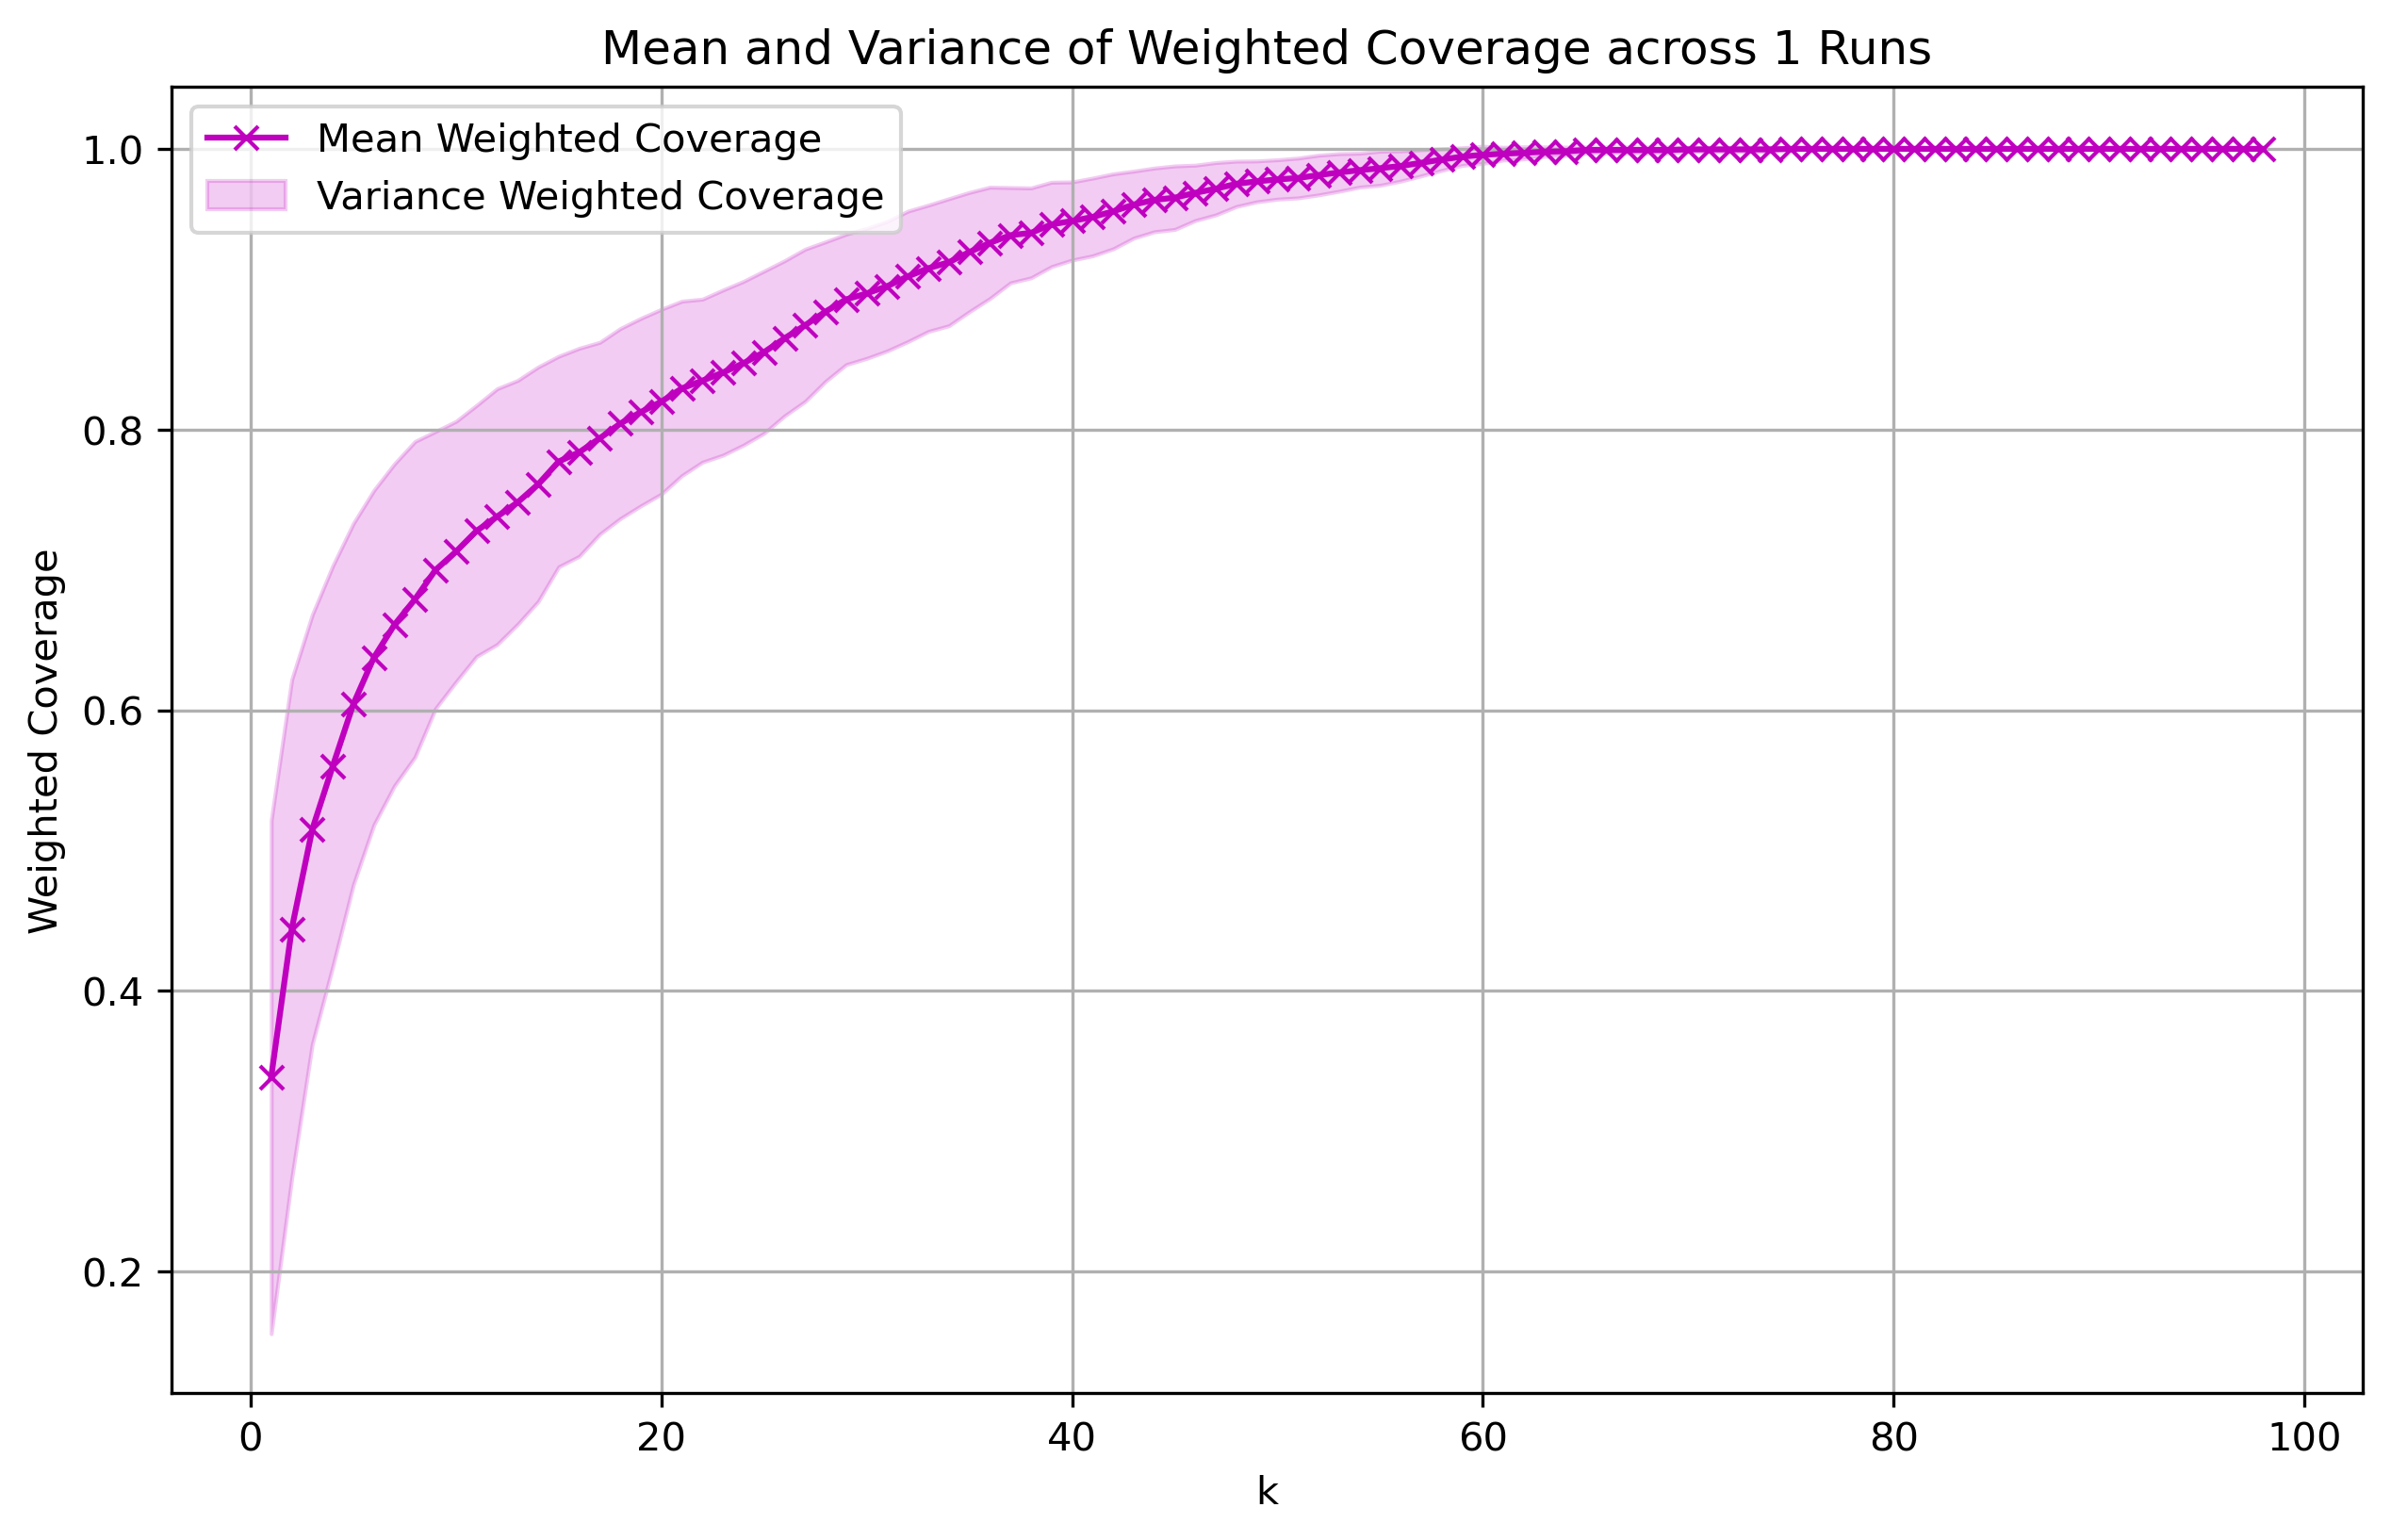 Mean and Variance of Weighted Coverage across 1 Runs
Mean Weighted Coverage
Variance Weighted Coverage
Weighted Coverage
1.0
0.8
0.6
0.4
0.2
0 20 40 60 80 100
k